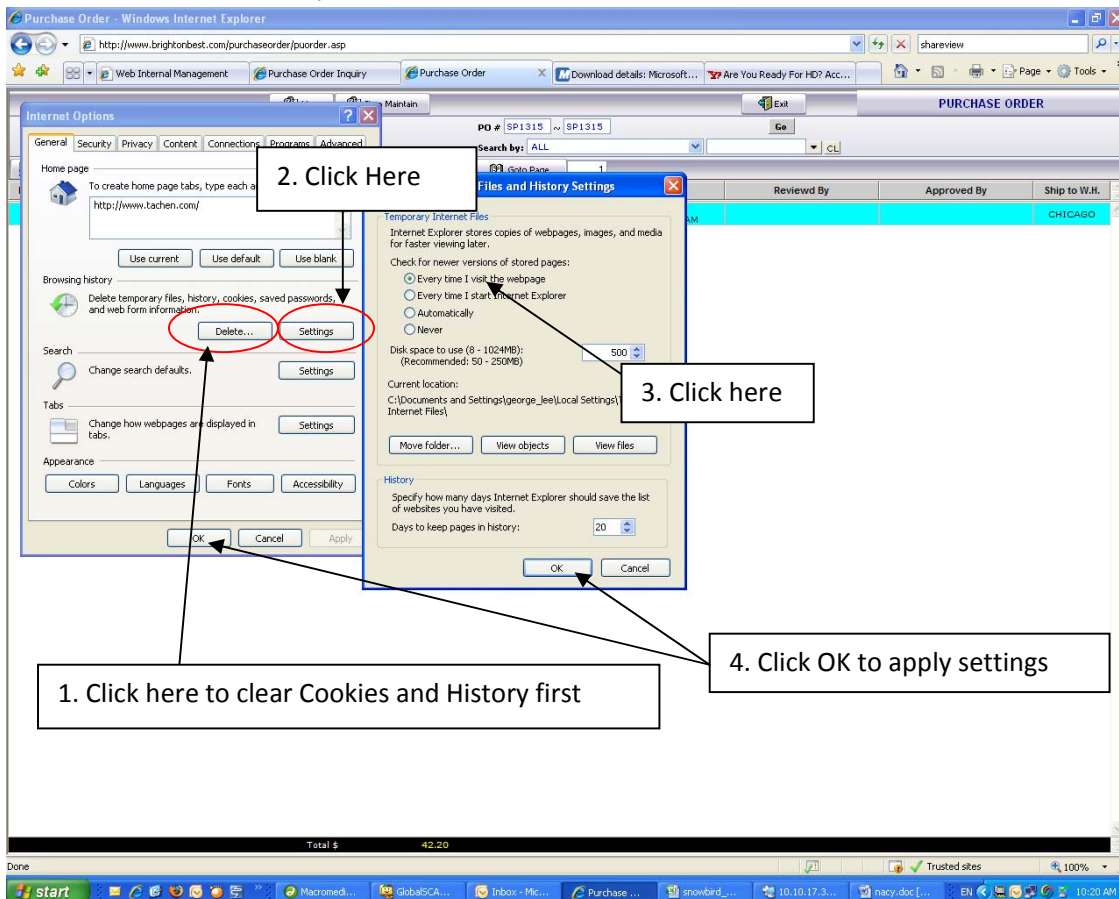 Purchase Order - Windows Internet Explorer
http://www.brightonbest.com/purchaseorder/puorder.asp
shareview
Web Internal Management
Purchase Order Inquiry
Purchase Order
Download details: Microsoft...
Are You Ready For HD? Acc...
Page
Tools
Maintain
Exit
PURCHASE ORDER
PO # SP1315 ~ SP1315
Go
Search by: ALL
CL
Goto Page 1
Reviewd By
Approved By
Ship to W.H.
AM
CHICAGO
Internet Options
General Security Privacy Content Connections Programs Advanced
Home page
To create home page tabs, type each a
http://www.tachen.com/
Use current Use default Use blank
Browsing history
Delete temporary files, history, cookies, saved passwords,
and web form information.
Delete... Settings
Search
Change search defaults.
Settings
Tabs
Change how webpages are displayed in
tabs.
Settings
Appearance
Colors Languages Fonts Accessibility
OK Cancel Apply
2. Click Here
Files and History Settings
Temporary Internet Files
Internet Explorer stores copies of webpages, images, and media
for faster viewing later.
Check for newer versions of stored pages:
Every time I visit the webpage
Every time I start Internet Explorer
Automatically
Never
Disk space to use (8 - 1024MB):
(Recommended: 50 - 250MB)
500
Current location:
C:\Documents and Settings\george_lee\Local Settings\
Internet Files\
Move folder... View objects View files
History
Specify how many days Internet Explorer should save the list
of websites you have visited.
Days to keep pages in history: 20
OK Cancel
3. Click here
4. Click OK to apply settings
1. Click here to clear Cookies and History first
Total $ 42.20
Done
Trusted sites
100%
start
Macromedi...
GlobalSCA...
Inbox - Mic...
Purchase ...
snowbird_...
10.10.17.3...
nacy.doc [...
EN
10:20 AM